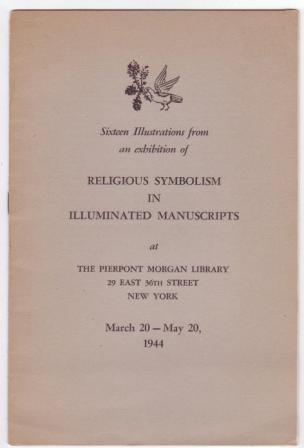 Sixteen Illustrations from
an exhibition of
RELIGIOUS SYMBOLISM
IN
ILLUMINATED MANUSCRIPTS
at
THE PIERPONT MORGAN LIBRARY
29 EAST 36TH STREET
NEW YORK
March 20 — May 20,
1944